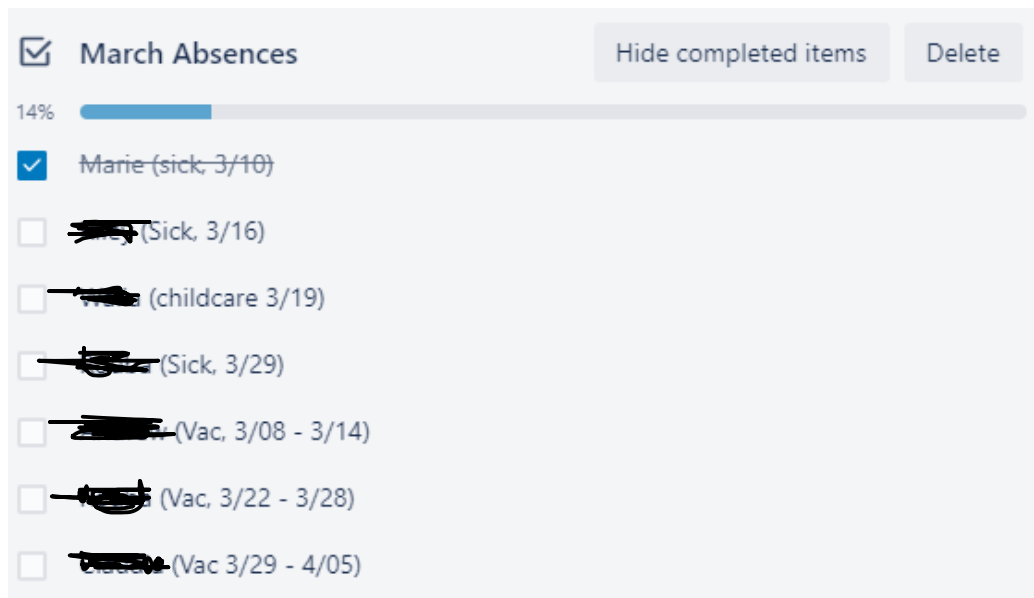 March Absences
Hide completed items
Delete
14%
Marie (sick, 3/10)
(Sick, 3/16)
(childcare 3/19)
(Sick, 3/29)
(Vac, 3/08 - 3/14)
(Vac, 3/22 - 3/28)
(Vac 3/29 - 4/05)